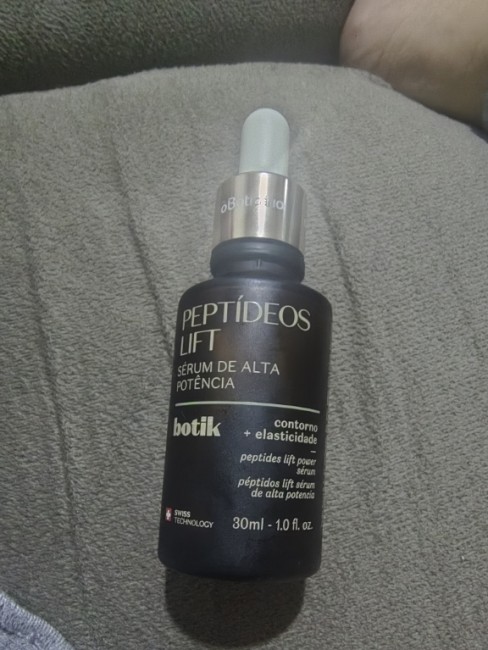 oBoticário
PEPTÍDEOS
LIFT
SÉRUM DE ALTA
POTÊNCIA
botik
contorno
+ elasticidade
peptides lift power
sérum
péptidos lift sérum
de alta potencia
SWISS
TECHNOLOGY
30ml - 1.0 fl. oz.